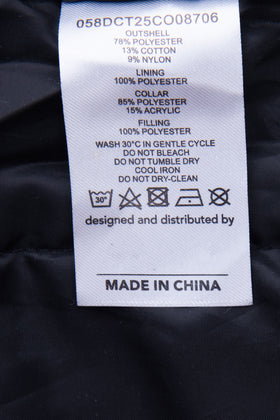 058DCT25CO08706
OUTSHELL
78% POLYESTER
13% COTTON
9% NYLON
LINING
100% POLYESTER
COLLAR
85% POLYESTER
15% ACRYLIC
FILLING
100% POLYESTER
WASH 30°C IN GENTLE CYCLE
DO NOT BLEACH
DO NOT TUMBLE DRY
COOL IRON
DO NOT DRY-CLEAN
30°
designed and distributed by
MADE IN CHINA